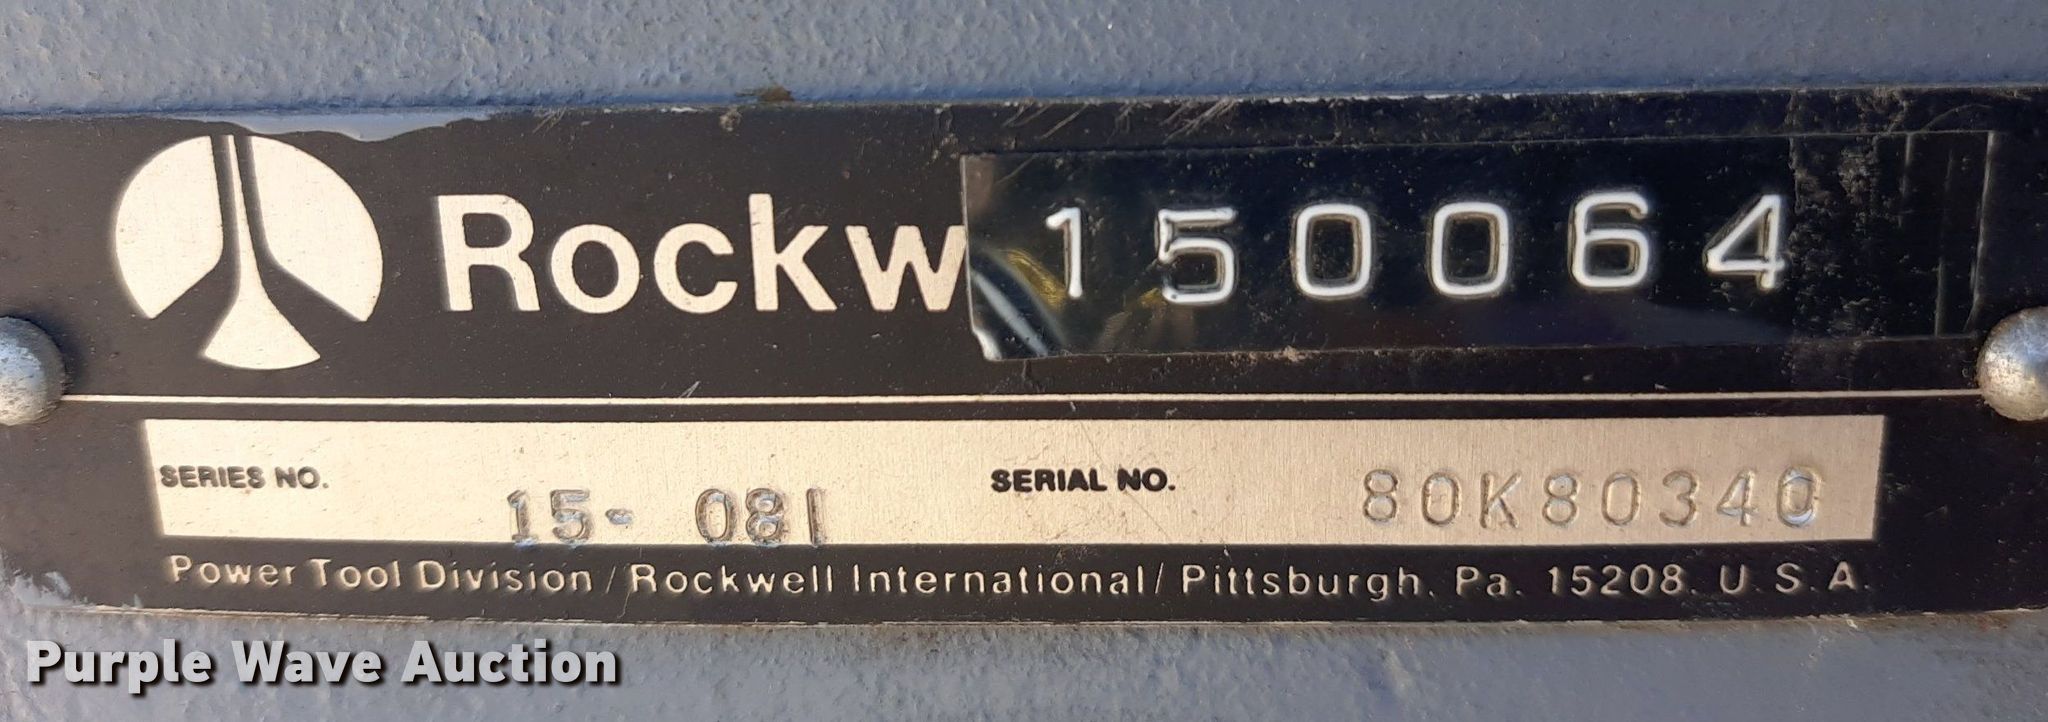 Rockw 150064
SERIES NO. 15- 081 SERIAL NO. 80K80340
Power Tool Division / Rockwell International / Pittsburgh, Pa. 15208. U.S.A.
Purple Wave Auction